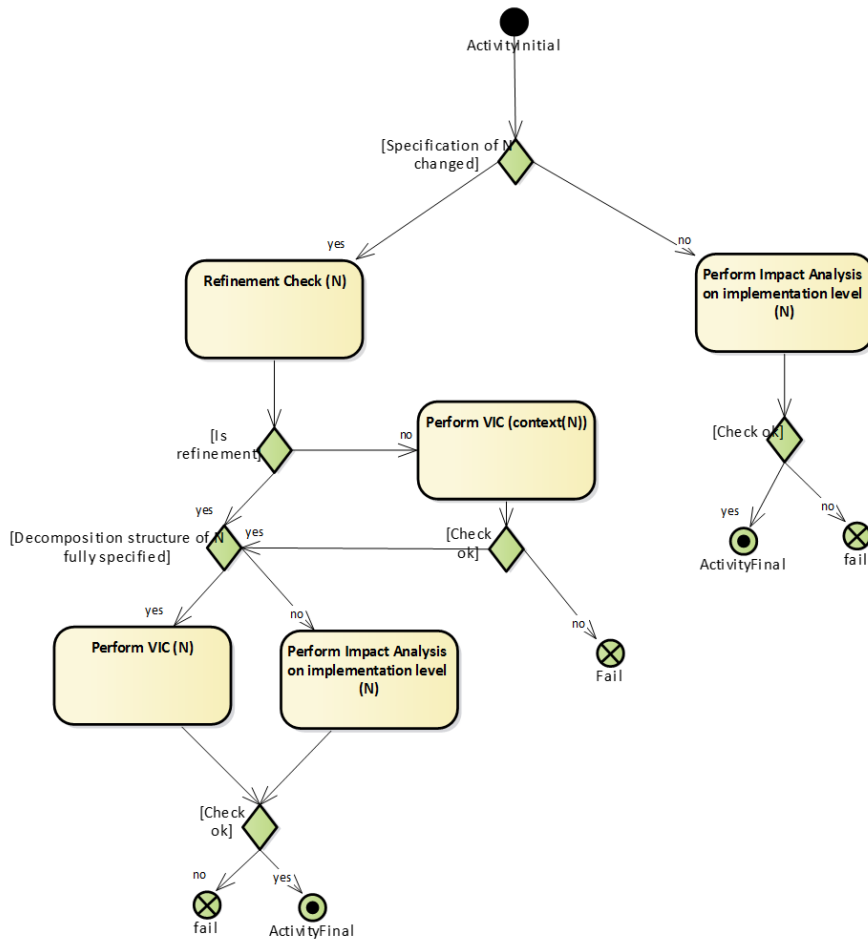 ActivityInitial
[Specification of N
changed]
yes
no
Refinement Check (N)
Perform Impact Analysis
on implementation level
(N)
[Is
refinement]
no
Perform VIC (context(N))
[Check ok]
yes
no
ActivityFinal
fail
yes
[Decomposition structure of N
fully specified]
yes
[Check
ok]
no
Fail
yes
no
Perform VIC (N)
Perform Impact Analysis
on implementation level
(N)
[Check
ok]
no
yes
fail
ActivityFinal